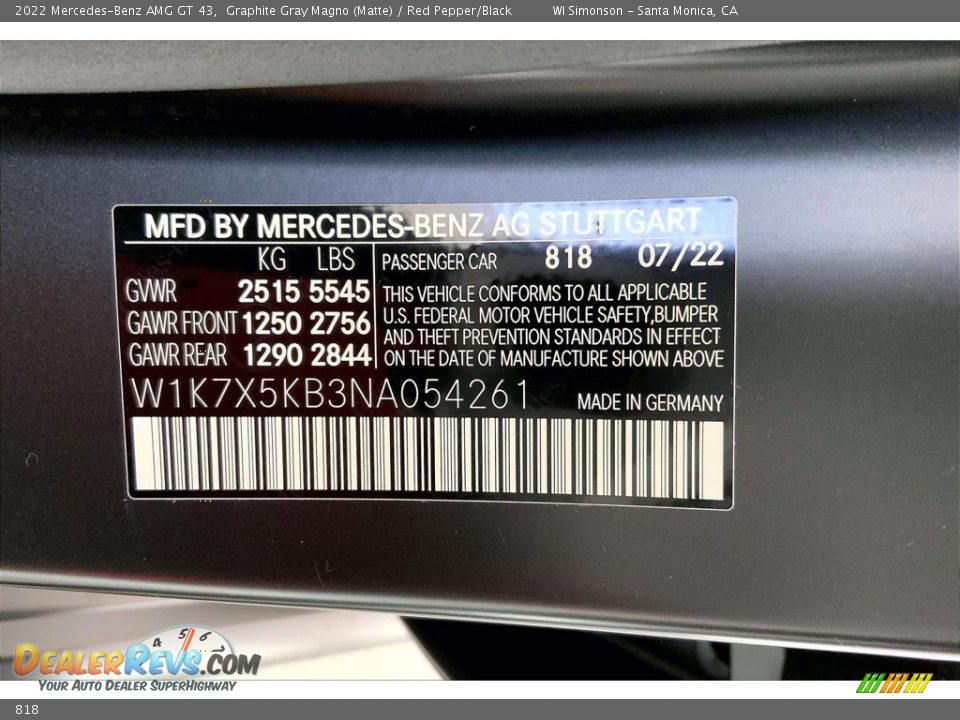 2022 Mercedes-Benz AMG GT 43, Graphite Gray Magno (Matte) / Red Pepper/Black WI Simonson - Santa Monica, CA
MFD BY MERCEDES-BENZ AG STUTTGART
KG LBS
GVWR 2515 5545
GAWR FRONT 1250 2756
GAWR REAR 1290 2844
PASSENGER CAR 818 07/22
THIS VEHICLE CONFORMS TO ALL APPLICABLE
U.S. FEDERAL MOTOR VEHICLE SAFETY,BUMPER
AND THEFT PREVENTION STANDARDS IN EFFECT
ON THE DATE OF MANUFACTURE SHOWN ABOVE
W1K7X5KB3NA054261 MADE IN GERMANY
4 5 6
DEALERREVS.COM
YOUR AUTO DEALER SUPERHIGHWAY
818